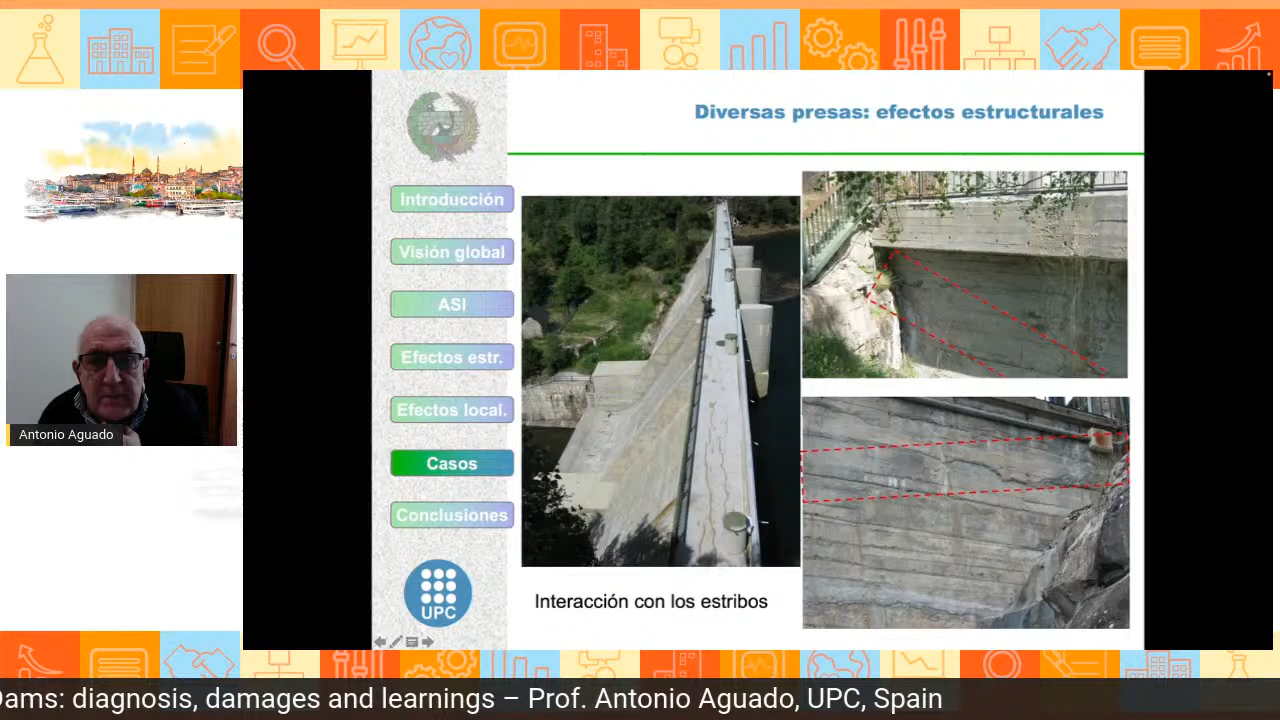 Diversas presas: efectos estructurales
Introducción
Visión global
ASI
Efectos estr.
Efectos local.
Casos
Conclusiones
UPC
Interacción con los estribos
Antonio Aguado
Dams: diagnosis, damages and learnings – Prof. Antonio Aguado, UPC, Spain